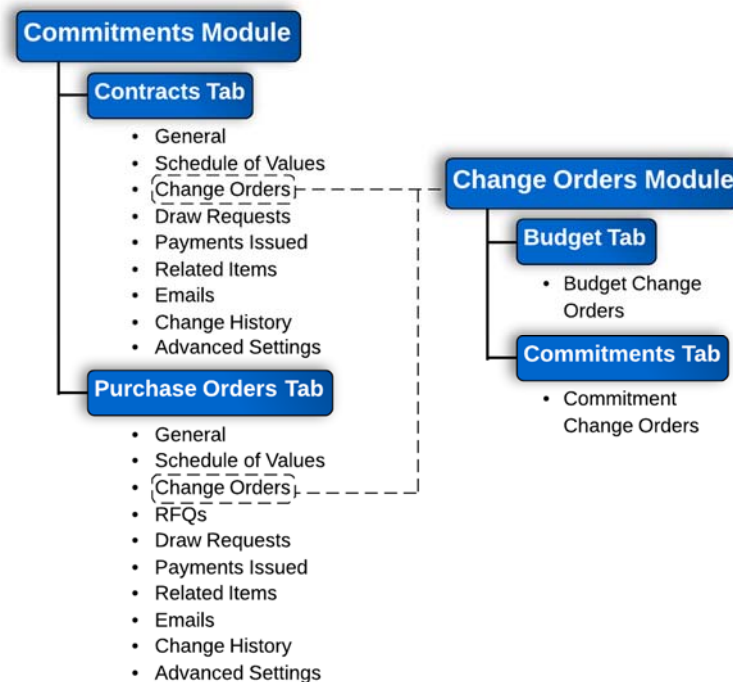 Commitments Module
Contracts Tab
• General
• Schedule of Values
• Change Orders
• Draw Requests
• Payments Issued
• Related Items
• Emails
• Change History
• Advanced Settings
Purchase Orders Tab
• General
• Schedule of Values
• Change Orders
• RFQs
• Draw Requests
• Payments Issued
• Related Items
• Emails
• Change History
• Advanced Settings
Change Orders Module
Budget Tab
• Budget Change
Orders
Commitments Tab
• Commitment
Change Orders